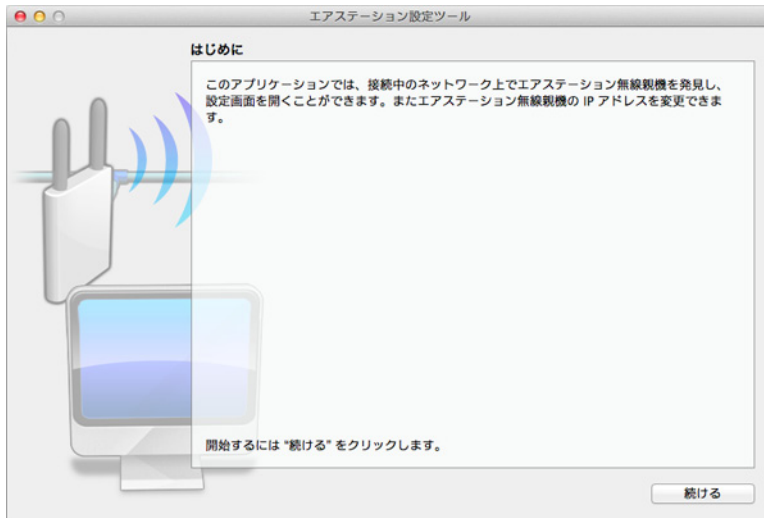 エアステーション設定ツール
はじめに
このアプリケーションでは、接続中のネットワーク上でエアステーション無線親機を発見し、
設定画面を開くことができます。またエアステーション無線親機の IP アドレスを変更できま
す。
開始するには "続ける" をクリックします。
続ける